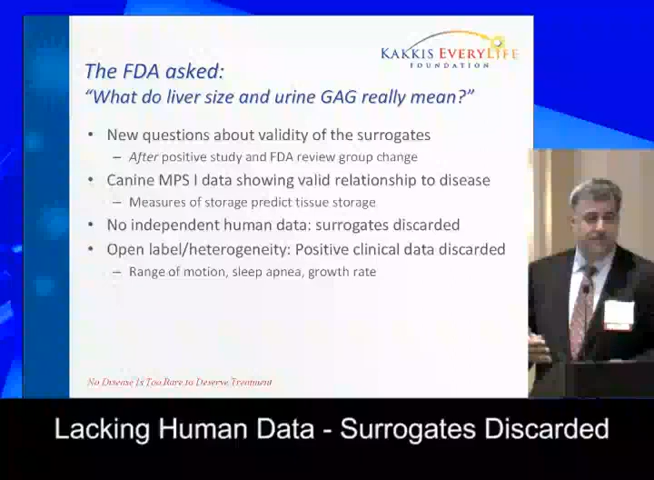 KAKKIS EVERYLIFE
FOUNDATION
The FDA asked:
“What do liver size and urine GAG really mean?”
• New questions about validity of the surrogates
– After positive study and FDA review group change
• Canine MPS I data showing valid relationship to disease
– Measures of storage predict tissue storage
• No independent human data: surrogates discarded
• Open label/heterogeneity: Positive clinical data discarded
– Range of motion, sleep apnea, growth rate
No Disease Is Too Rare to Deserve Treatment
Lacking Human Data - Surrogates Discarded